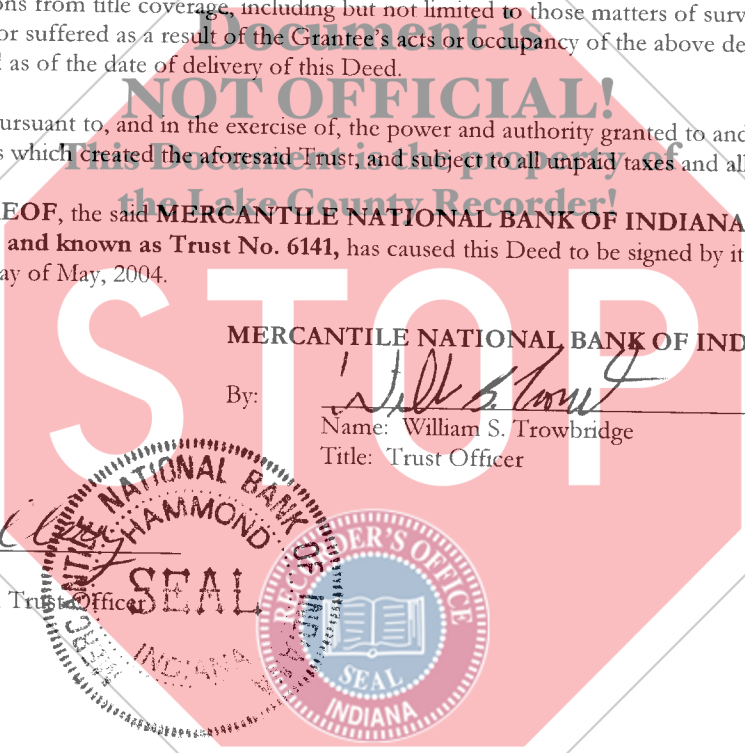 ons from title coverage, including but not limited to those matters of surv
or suffered as a result of the Grantee's acts or occupancy of the above de
as of the date of delivery of this Deed.
Document is
NOT OFFICIAL!
This Document is the property of
the Lake County Recorder!
ursuant to, and in the exercise of, the power and authority granted to and
s which created the aforesaid Trust, and subject to all unpaid taxes and all
EOF, the said MERCANTILE NATIONAL BANK OF INDIANA
and known as Trust No. 6141, has caused this Deed to be signed by it
ay of May, 2004.
STOP
MERCANTILE NATIONAL BANK OF IND
By:
Name: William S. Trowbridge
Title: Trust Officer
Trust Officer
MERCANTILE NATIONAL BANK OF INDIANA
HAMMOND
SEAL
INDIANA
RECORDER'S OFFICE
SEAL
INDIANA